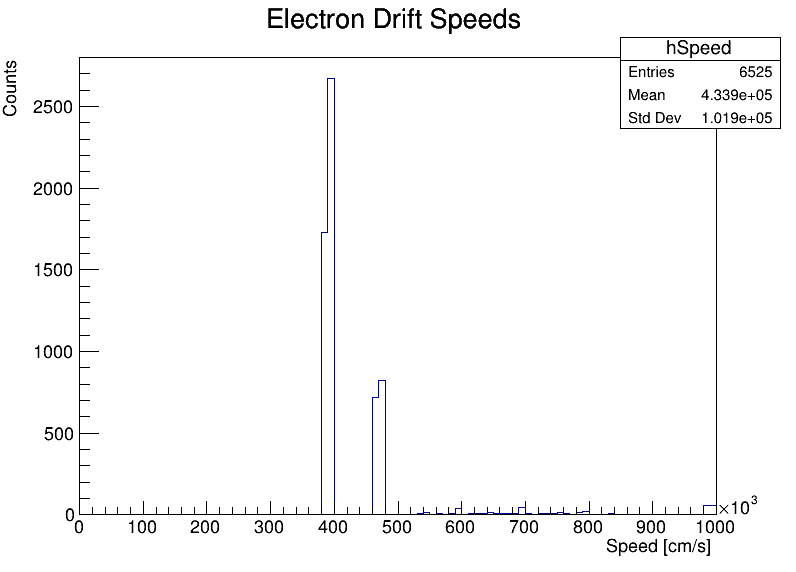 Electron Drift Speeds
hSpeed
Entries 6525
Mean 4.339e+05
Std Dev 1.019e+05
Counts
2500
2000
1500
1000
500
0
0 100 200 300 400 500 600 700 800 900 1000
×10³
Speed [cm/s]